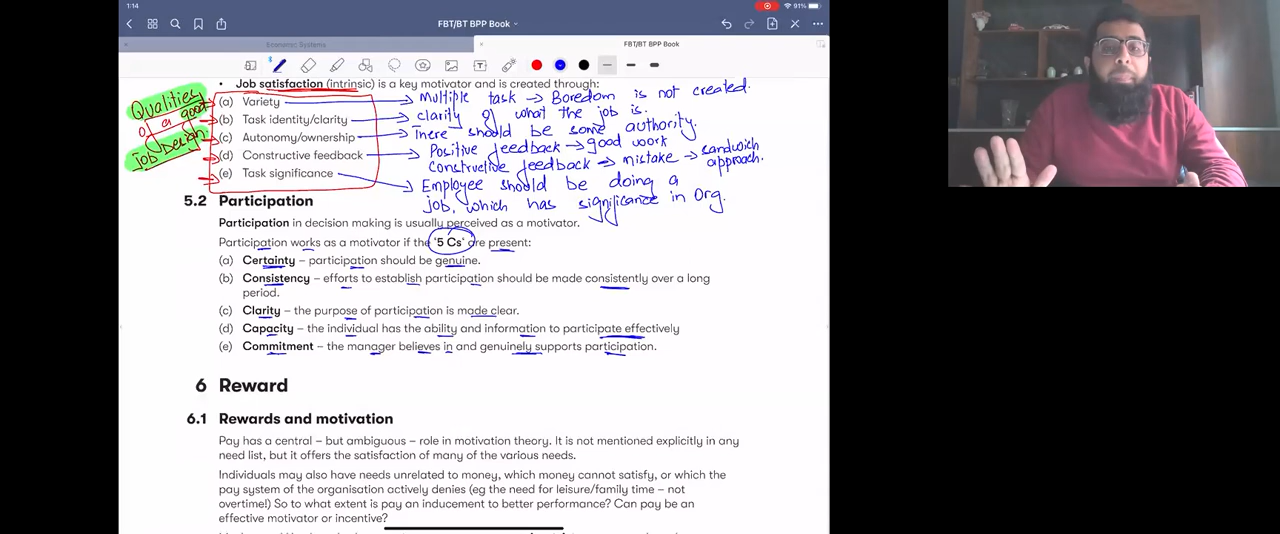 1:14
91%
FBT/BT BPP Book
Economic Systems
FBT/BT BPP Book
• Job satisfaction (intrinsic) is a key motivator and is created through:
Qualities
o a good
job Design
(a) Variety
Multiple task → Boredom is not created.
(b) Task identity/clarity
clarity of what the job is.
(c) Autonomy/ownership
There should be some authority.
(d) Constructive feedback
Positive feedback → good work
Constructive feedback → mistake → sandwich
approach.
(e) Task significance
Employee should be doing a
job, which has significance in Org.
5.2 Participation
Participation in decision making is usually perceived as a motivator.
Participation works as a motivator if the '5 Cs' are present:
(a) Certainty – participation should be genuine.
(b) Consistency – efforts to establish participation should be made consistently over a long
period.
(c) Clarity – the purpose of participation is made clear.
(d) Capacity – the individual has the ability and information to participate effectively
(e) Commitment – the manager believes in and genuinely supports participation.
6 Reward
6.1 Rewards and motivation
Pay has a central – but ambiguous – role in motivation theory. It is not mentioned explicitly in any
need list, but it offers the satisfaction of many of the various needs.
Individuals may also have needs unrelated to money, which money cannot satisfy, or which the
pay system of the organisation actively denies (eg the need for leisure/family time – not
overtime!) So to what extent is pay an inducement to better performance? Can pay be an
effective motivator or incentive?